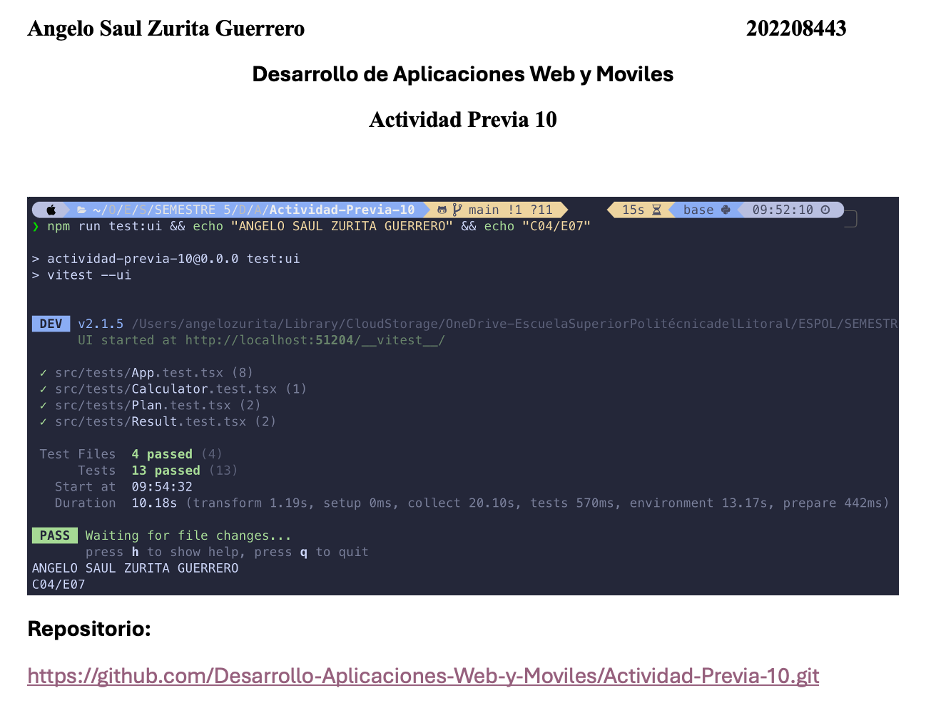 Angelo Saul Zurita Guerrero 202208443
Desarrollo de Aplicaciones Web y Moviles
Actividad Previa 10
~/O/E/S/SEMESTRE 5/D/A/Actividad-Previa-10 main !1 ?11 15s base 09:52:10
❯ npm run test:ui && echo "ANGELO SAUL ZURITA GUERRERO" && echo "C04/E07"
> actividad-previa-10@0.0.0 test:ui
> vitest --ui
DEV v2.1.5 /Users/angelozurita/Library/CloudStorage/OneDrive-EscuelaSuperiorPolitécnicadelLitoral/ESPOL/SEMESTR
UI started at http://localhost:51204/__vitest__/
✓ src/tests/App.test.tsx (8)
✓ src/tests/Calculator.test.tsx (1)
✓ src/tests/Plan.test.tsx (2)
✓ src/tests/Result.test.tsx (2)
Test Files 4 passed (4)
Tests 13 passed (13)
Start at 09:54:32
Duration 10.18s (transform 1.19s, setup 0ms, collect 20.10s, tests 570ms, environment 13.17s, prepare 442ms)
PASS Waiting for file changes...
press h to show help, press q to quit
ANGELO SAUL ZURITA GUERRERO
C04/E07
Repositorio:
https://github.com/Desarrollo-Aplicaciones-Web-y-Moviles/Actividad-Previa-10.git